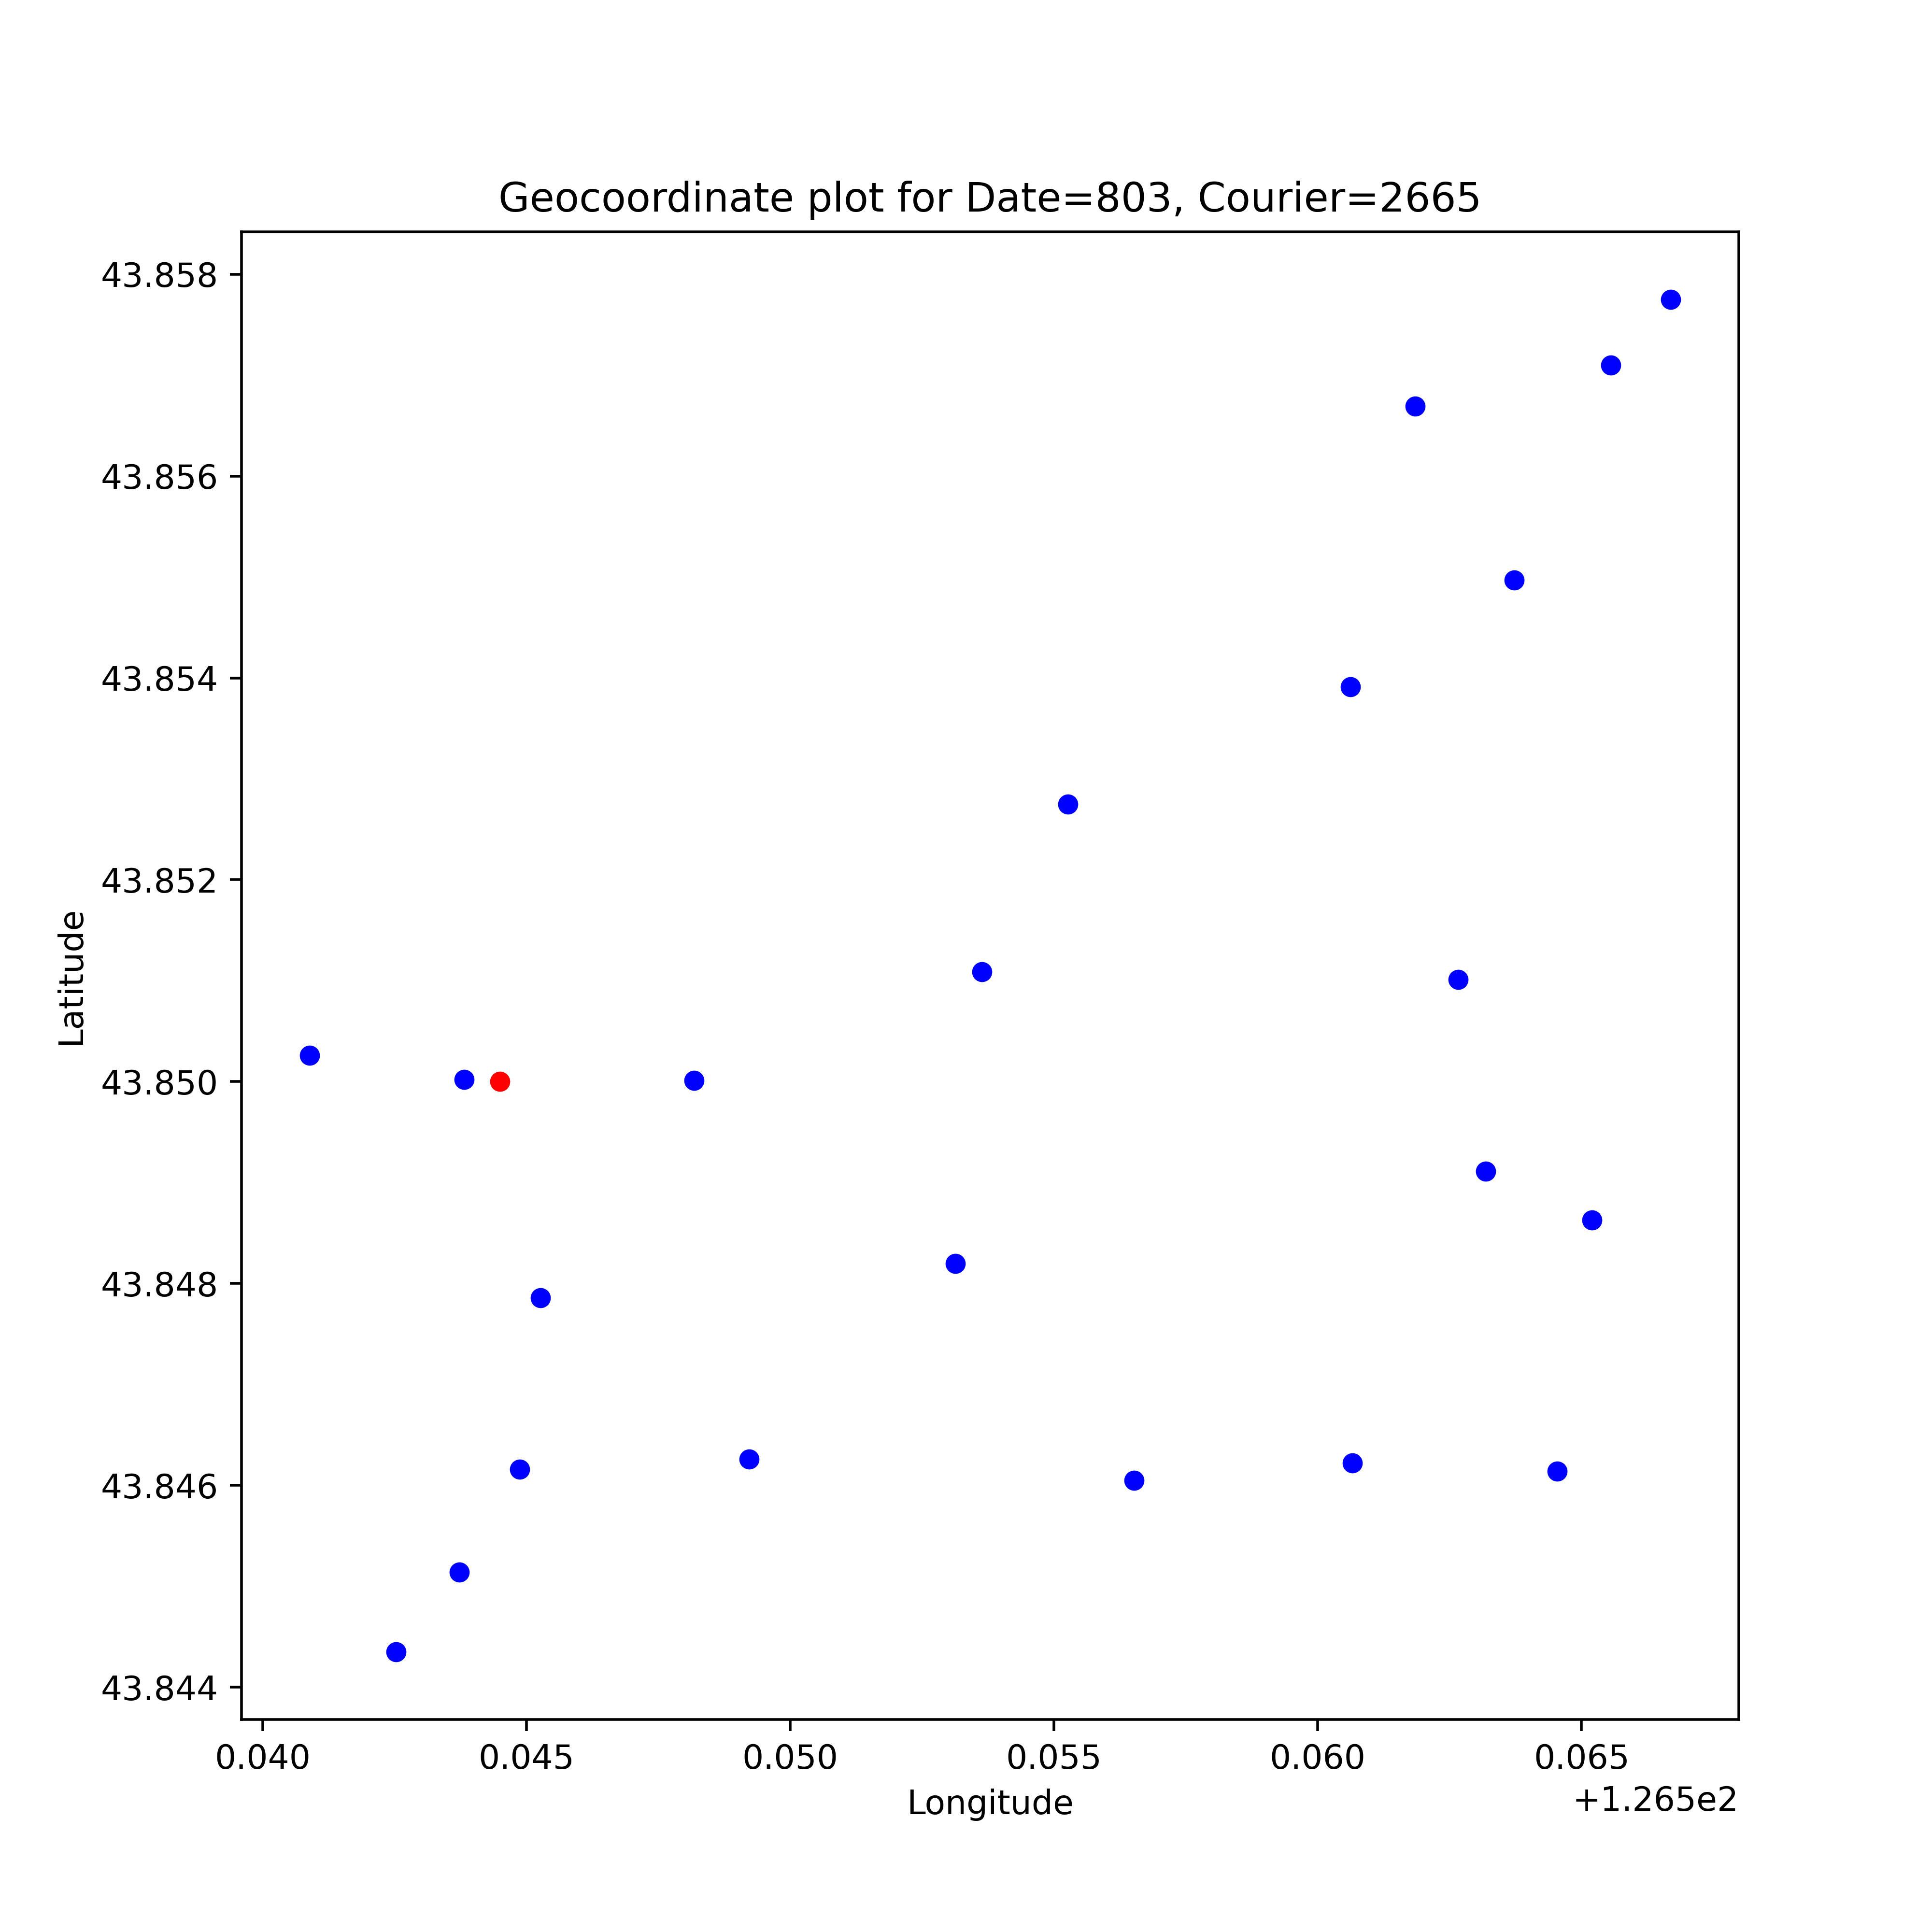 Geocoordinate plot for Date=803, Courier=2665
43.858
43.856
43.854
43.852
43.850
43.848
43.846
43.844
Latitude
0.040 0.045 0.050 0.055 0.060 0.065
+1.265e2
Longitude